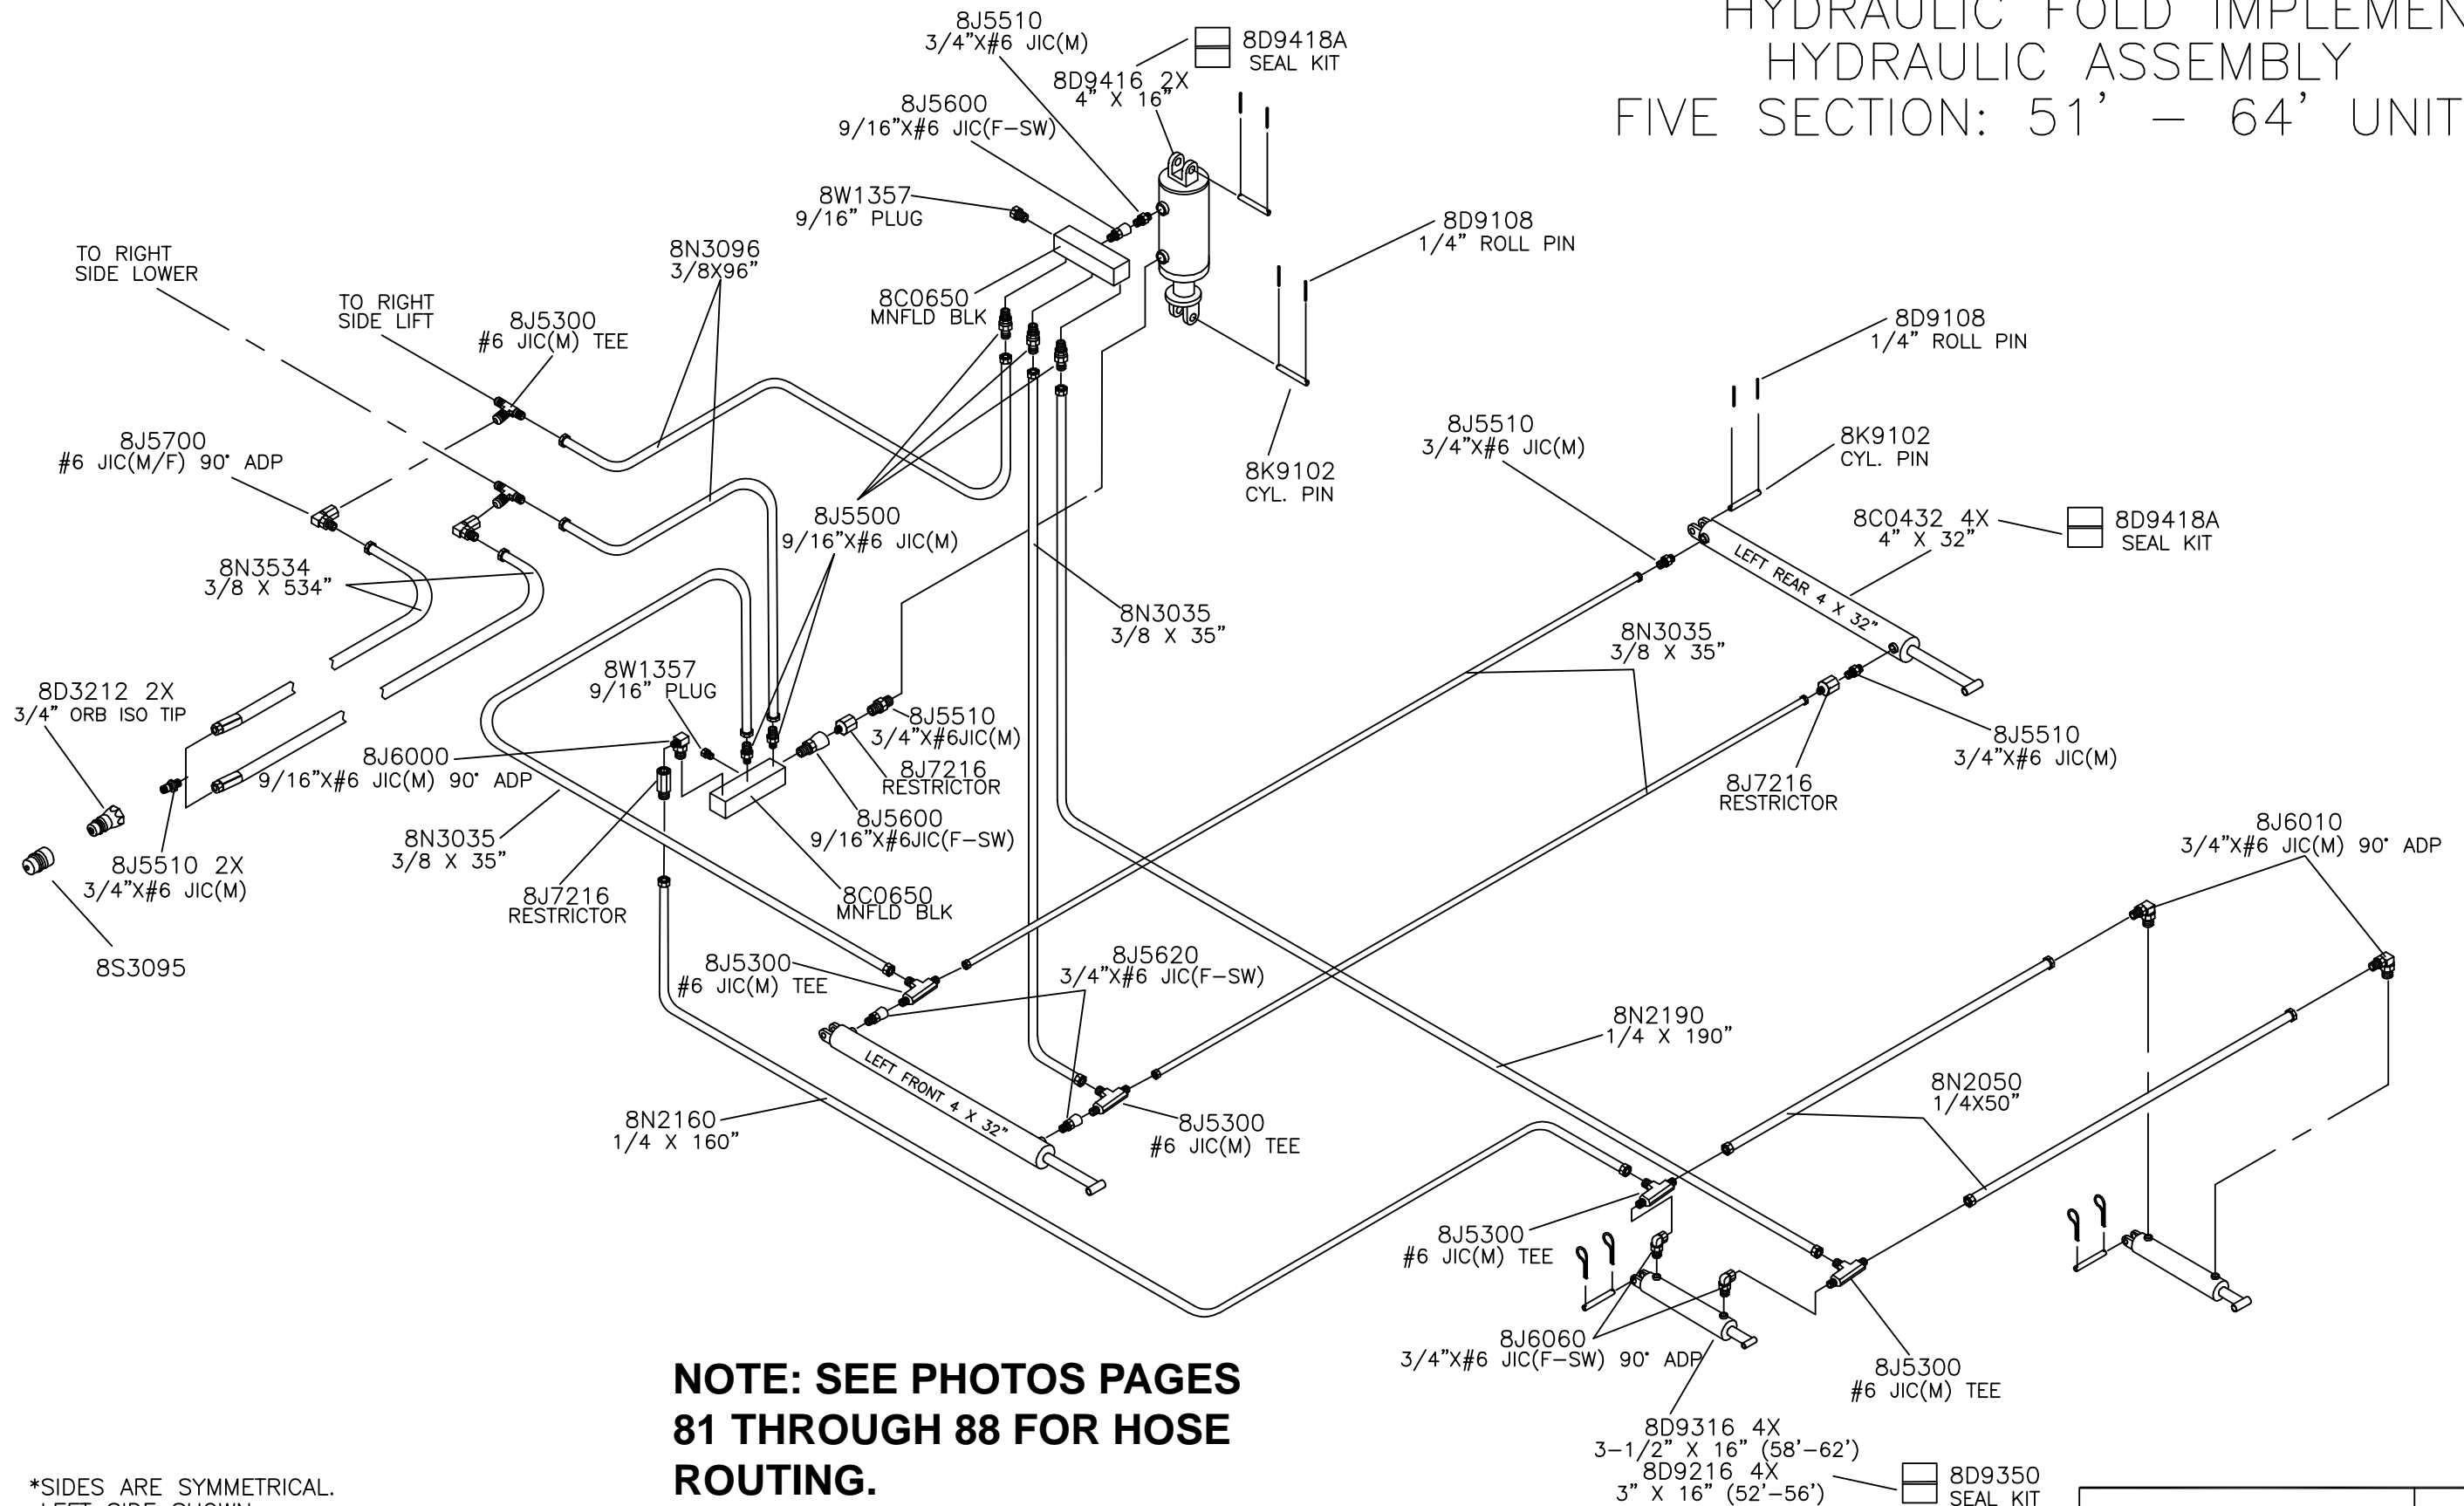 HYDRAULIC FOLD IMPLEMEN
HYDRAULIC ASSEMBLY
FIVE SECTION: 51' - 64' UNIT
8J5510
3/4"X#6 JIC(M)
8D9418A
SEAL KIT
8D9416 2X
4" X 16"
8J5600
9/16"X#6 JIC(F-SW)
8W1357
9/16" PLUG
8D9108
1/4" ROLL PIN
TO RIGHT
SIDE LOWER
8N3096
3/8X96"
TO RIGHT
SIDE LIFT
8C0650
MNFLD BLK
8J5300
#6 JIC(M) TEE
8D9108
1/4" ROLL PIN
8J5700
#6 JIC(M/F) 90° ADP
8J5510
3/4"X#6 JIC(M)
8K9102
CYL. PIN
8K9102
CYL. PIN
8J5500
9/16"X#6 JIC(M)
8C0432 4X
4" X 32"
8D9418A
SEAL KIT
LEFT REAR 4 X 32"
8N3534
3/8 X 534"
8N3035
3/8 X 35"
8N3035
3/8 X 35"
8W1357
9/16" PLUG
8D3212 2X
3/4" ORB ISO TIP
8J5510
3/4"X#6JIC(M)
8J6000
9/16"X#6 JIC(M) 90° ADP
8J7216
RESTRICTOR
8J5510
3/4"X#6 JIC(M)
8J7216
RESTRICTOR
8J5600
9/16"X#6JIC(F-SW)
8N3035
3/8 X 35"
8J6010
3/4"X#6 JIC(M) 90° ADP
8J5510 2X
3/4"X#6 JIC(M)
8J7216
RESTRICTOR
8C0650
MNFLD BLK
8S3095
8J5300
#6 JIC(M) TEE
8J5620
3/4"X#6 JIC(F-SW)
8N2190
1/4 X 190"
LEFT FRONT 4 X 32"
8N2050
1/4X50"
8N2160
1/4 X 160"
8J5300
#6 JIC(M) TEE
8J5300
#6 JIC(M) TEE
8J6060
3/4"X#6 JIC(F-SW) 90° ADP
8J5300
#6 JIC(M) TEE
NOTE: SEE PHOTOS PAGES
81 THROUGH 88 FOR HOSE
ROUTING.
8D9316 4X
3-1/2" X 16" (58'-62')
8D9216 4X
3" X 16" (52'-56')
8D9350
SEAL KIT
*SIDES ARE SYMMETRICAL.
LEFT SIDE SHOWN